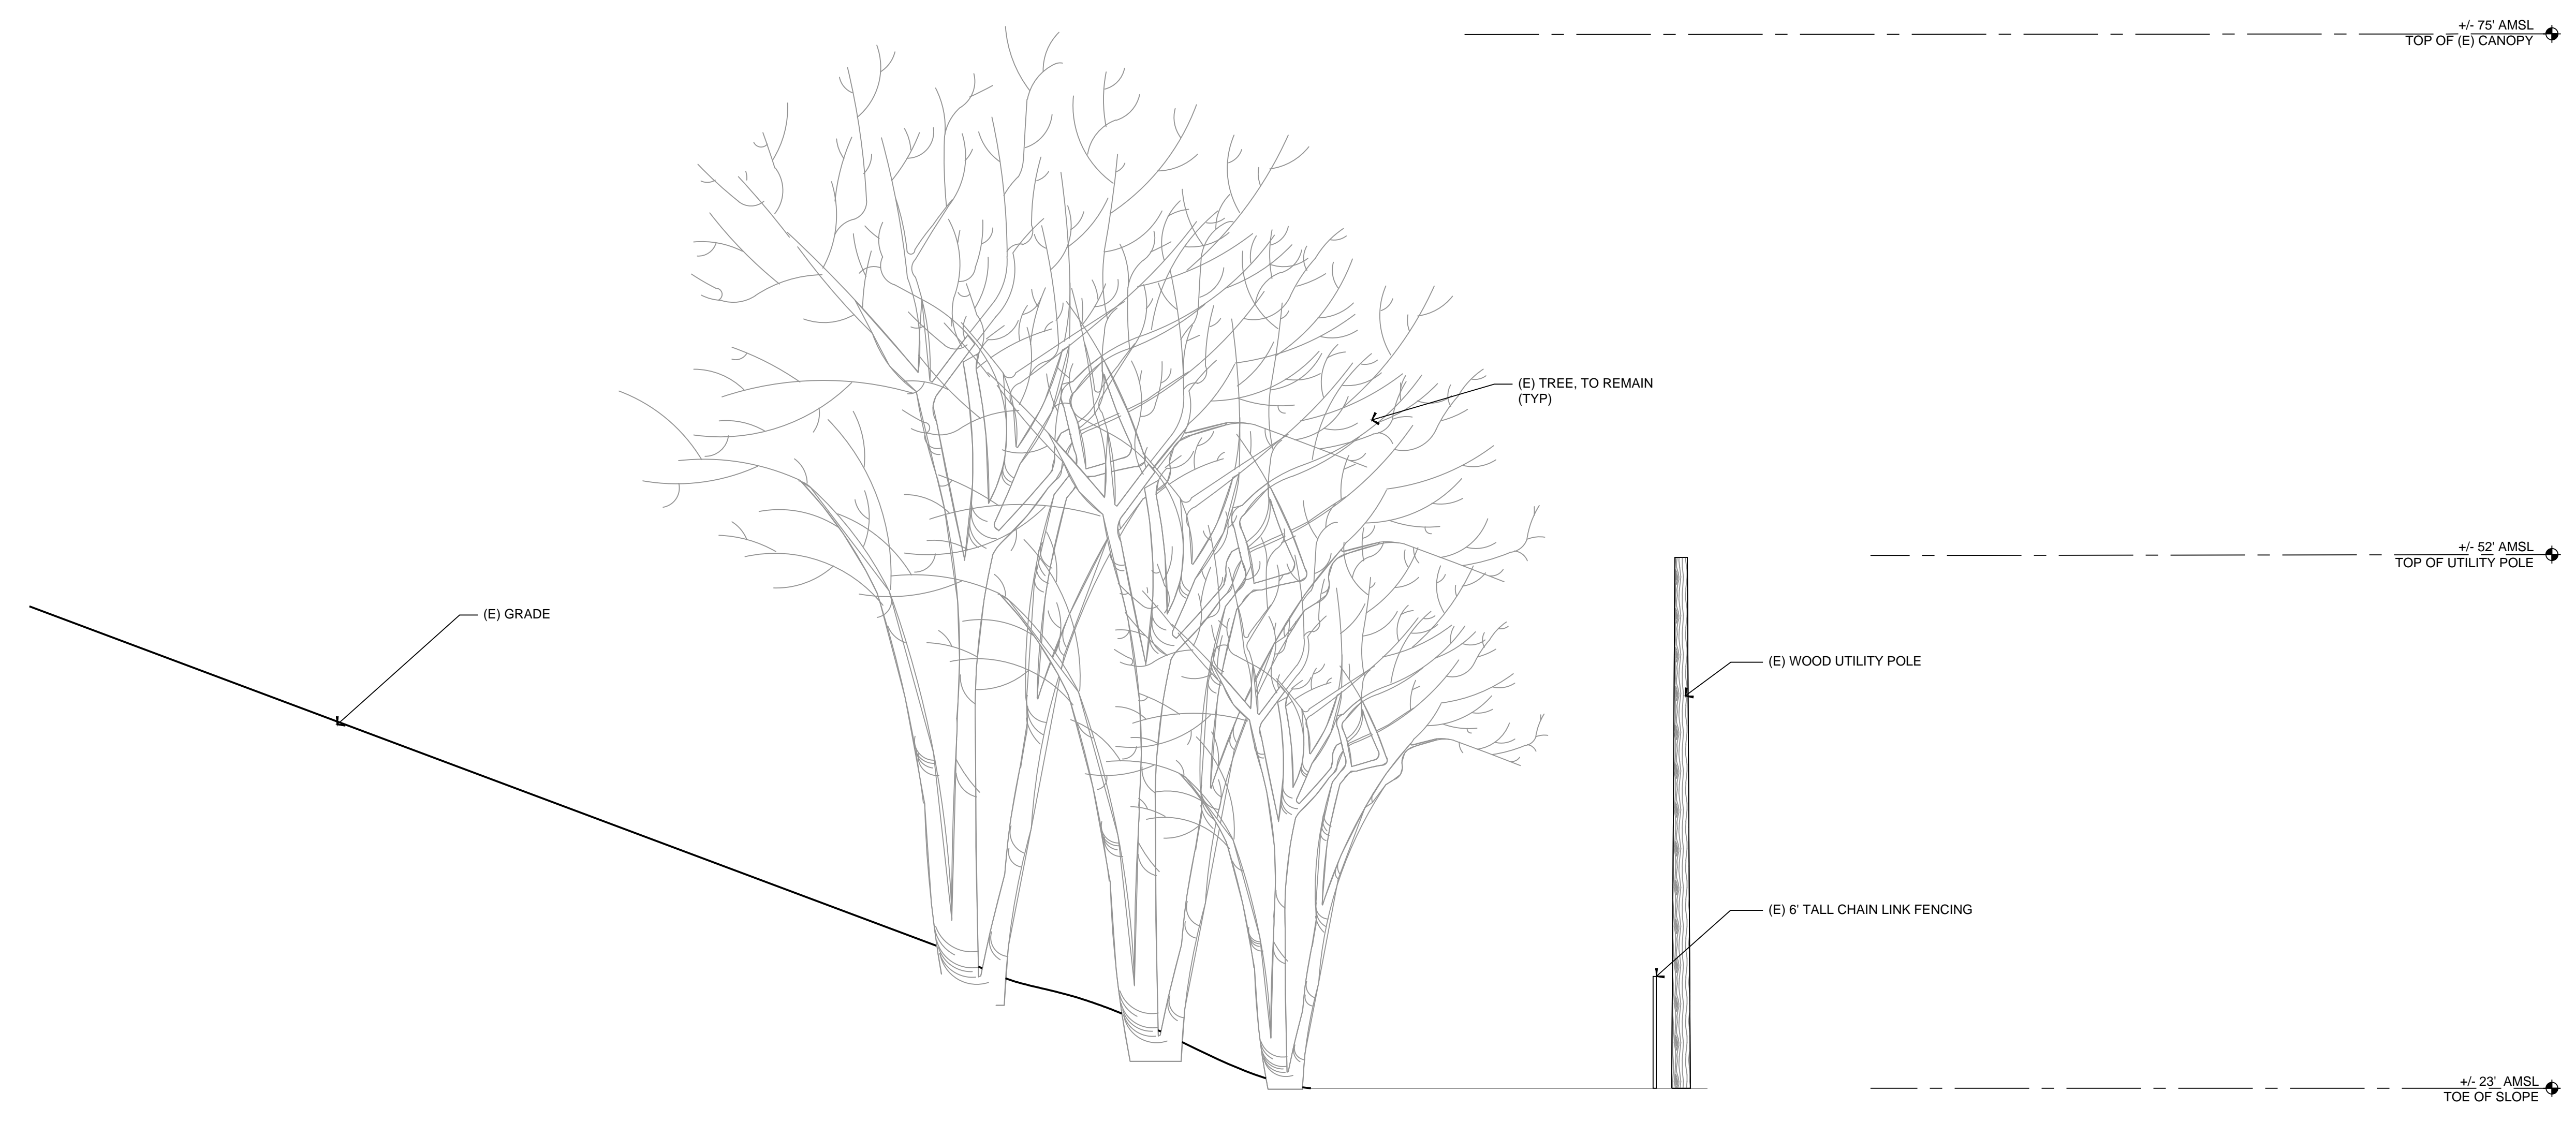 +/- 75' AMSL
TOP OF (E) CANOPY
(E) TREE, TO REMAIN
(TYP)
+/- 52' AMSL
TOP OF UTILITY POLE
(E) GRADE
(E) WOOD UTILITY POLE
(E) 6' TALL CHAIN LINK FENCING
+/- 23' AMSL
TOE OF SLOPE